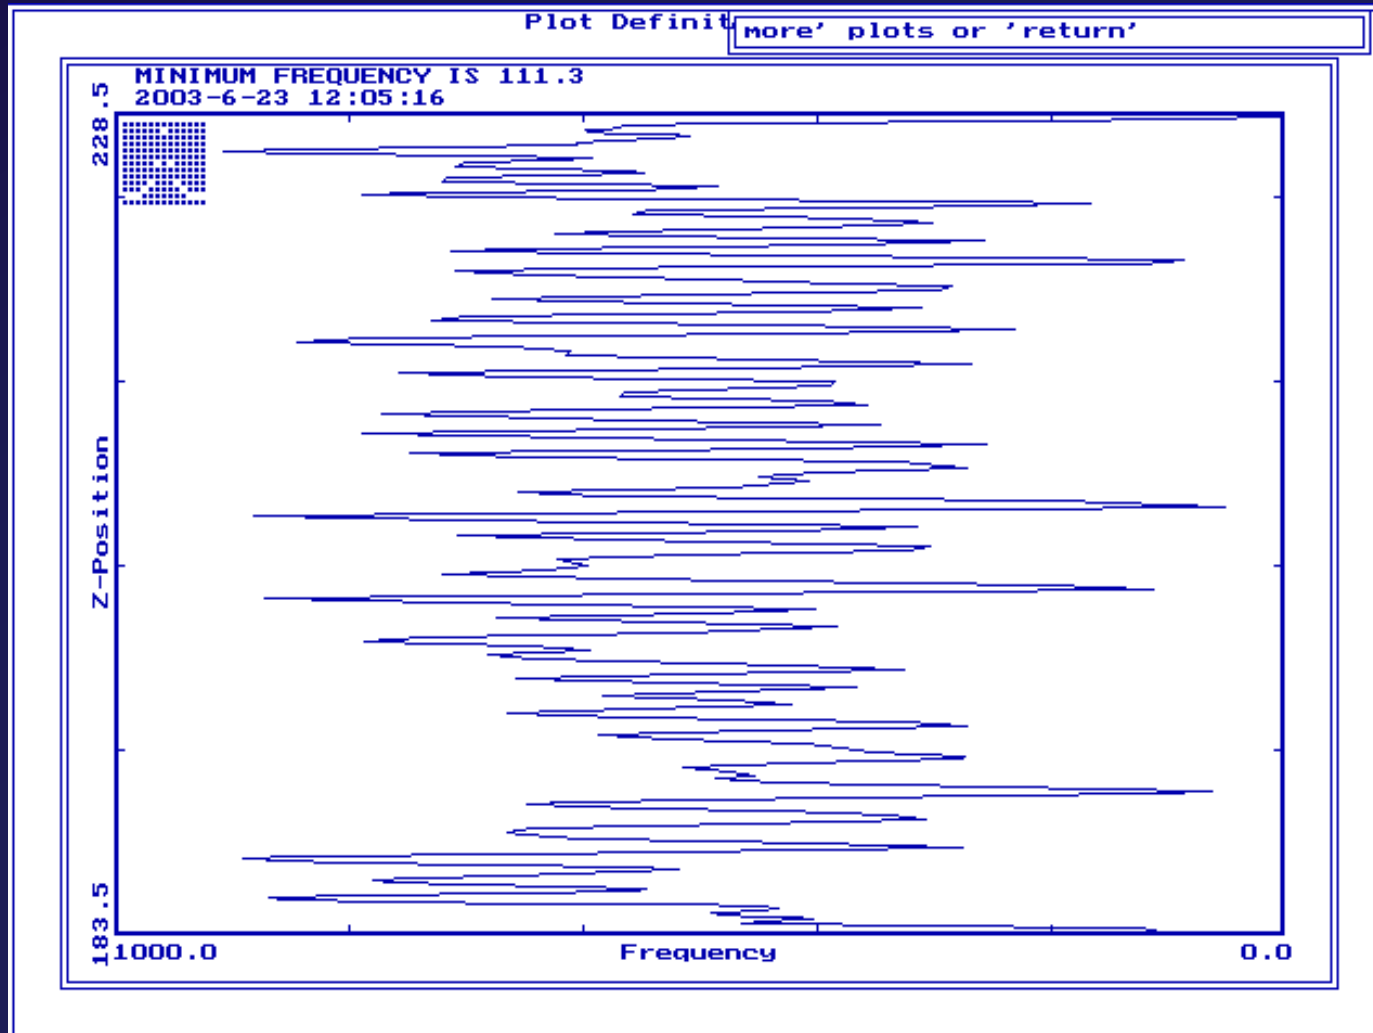 Plot Definit
more' plots or 'return'
MINIMUM FREQUENCY IS 111.3
2003-6-23 12:05:16
228.5
Z-Position
183.5
1000.0
Frequency
0.0